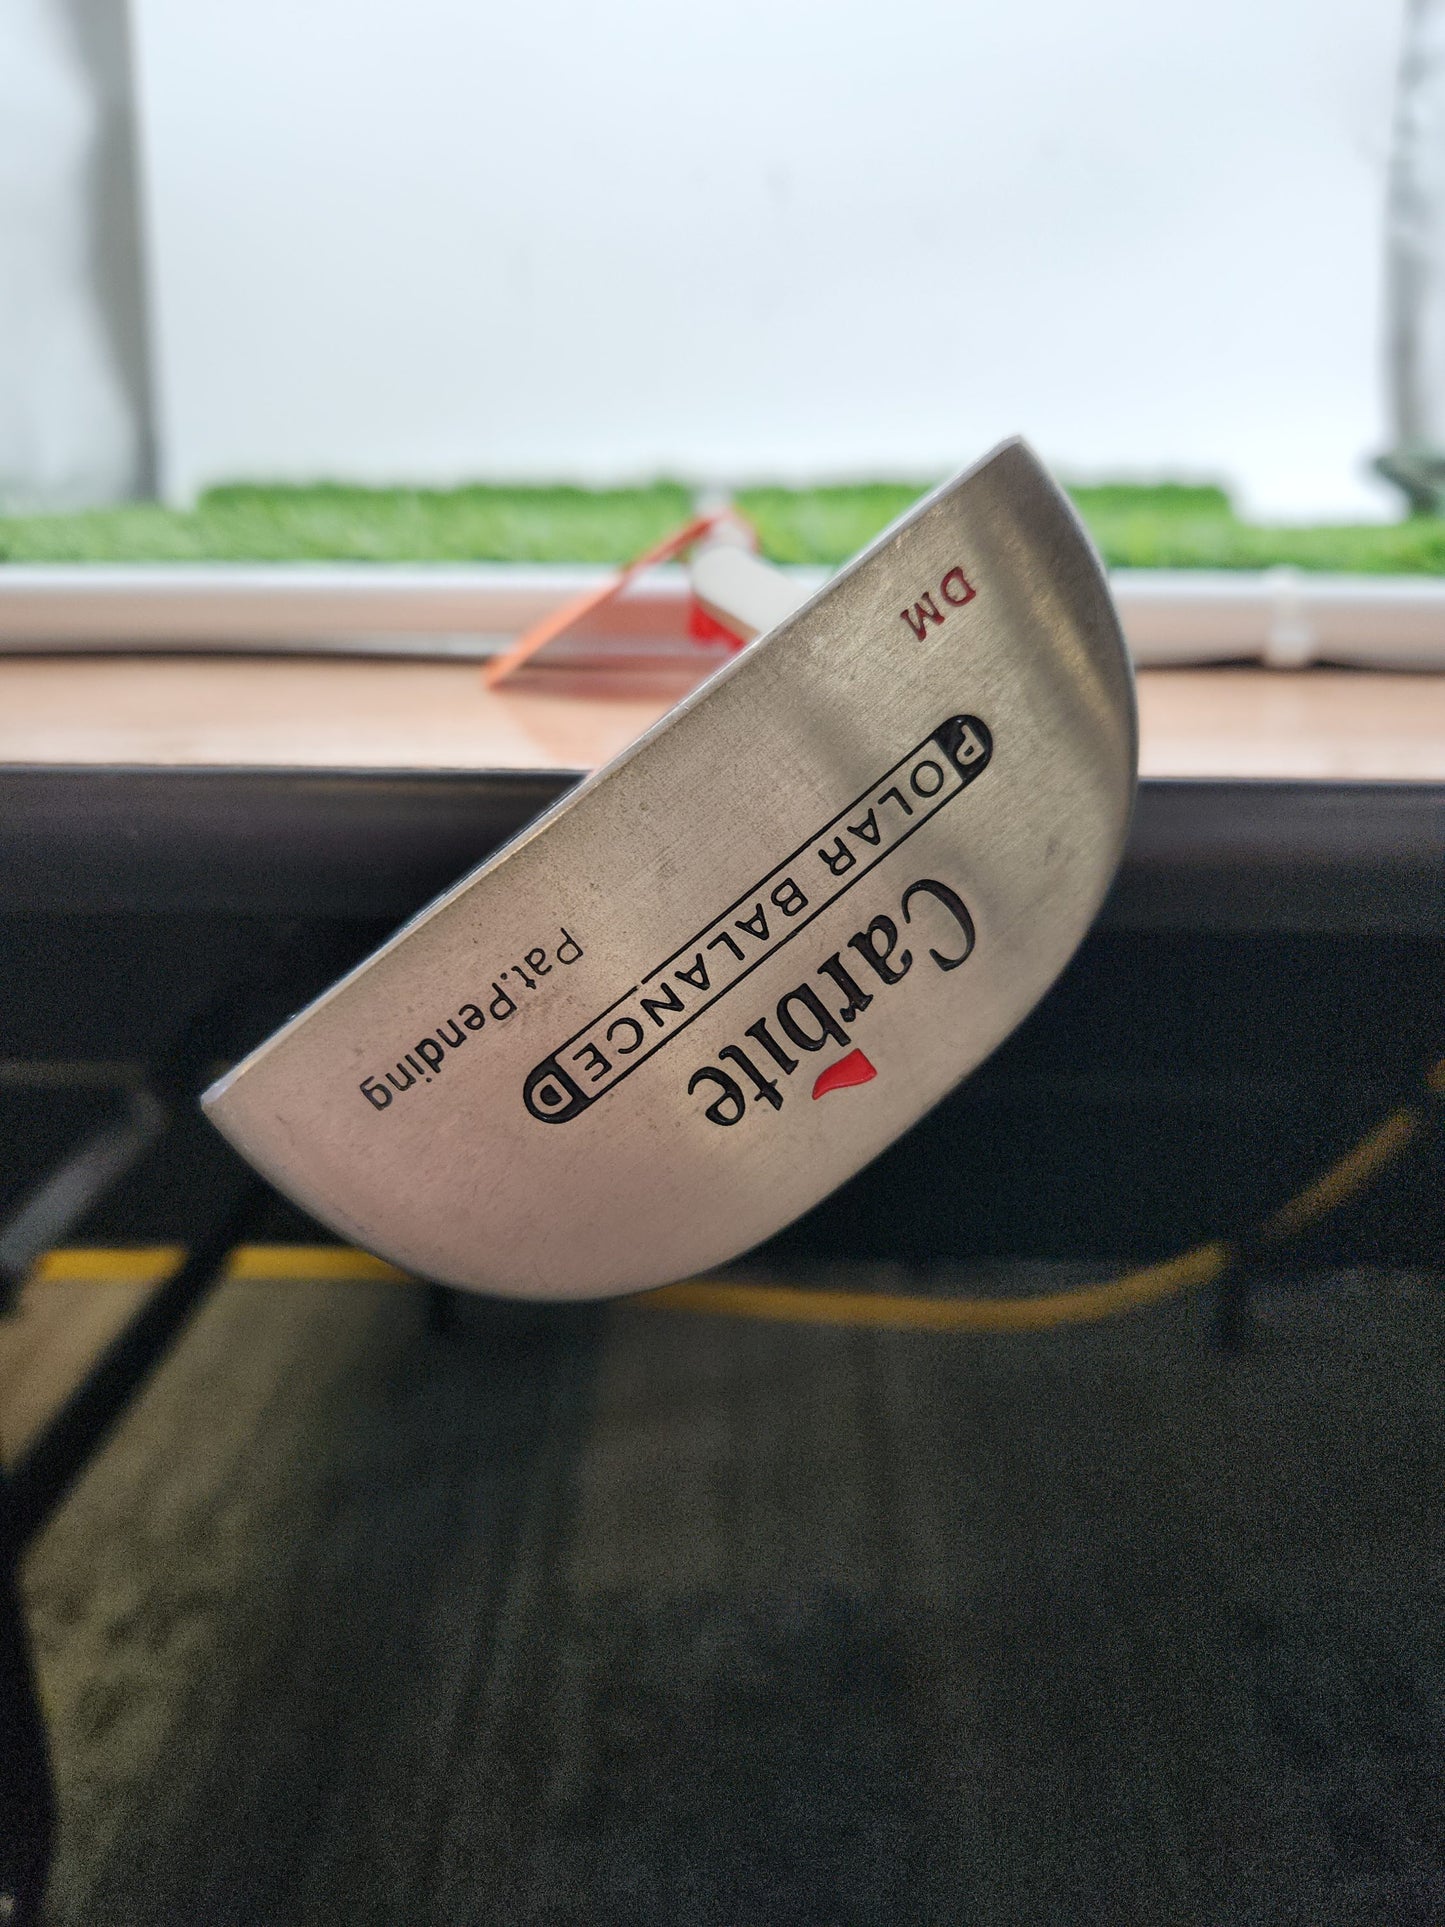 Carbite
POLAR BALANCED
DM
Pat.Pending